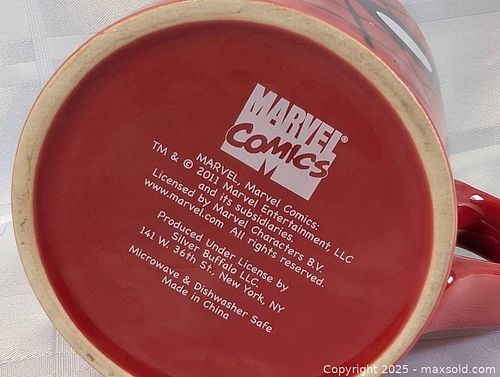 MARVEL®
COMICS
MARVEL, Marvel Comics:
TM & © 2011 Marvel Entertainment, LLC
and its subsidiaries.
Licensed by Marvel Characters B.V.
www.marvel.com All rights reserved.
Produced Under License by
Silver Buffalo LLC.
141 W. 36th St., New York, NY
Microwave & Dishwasher Safe
Made in China
Copyright 2025 - maxsold.com